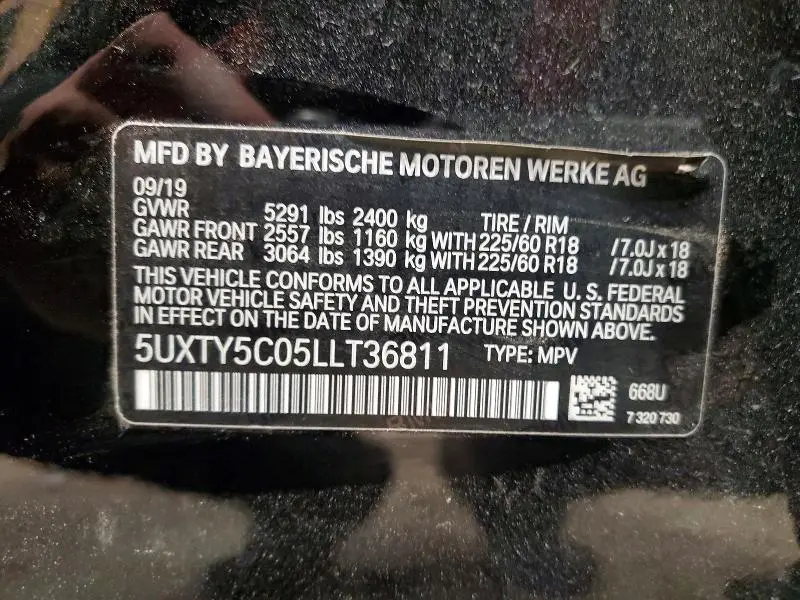 MFD BY BAYERISCHE MOTOREN WERKE AG
09/19
GVWR 5291 lbs 2400 kg TIRE / RIM
GAWR FRONT 2557 lbs 1160 kg WITH 225/60 R18 /7.0J x 18
GAWR REAR 3064 lbs 1390 kg WITH 225/60 R18 /7.0J x 18
THIS VEHICLE CONFORMS TO ALL APPLICABLE U. S. FEDERAL
MOTOR VEHICLE SAFETY AND THEFT PREVENTION STANDARDS
IN EFFECT ON THE DATE OF MANUFACTURE SHOWN ABOVE.
5UXTY5C05LLT36811 TYPE: MPV
668U
7 320 730